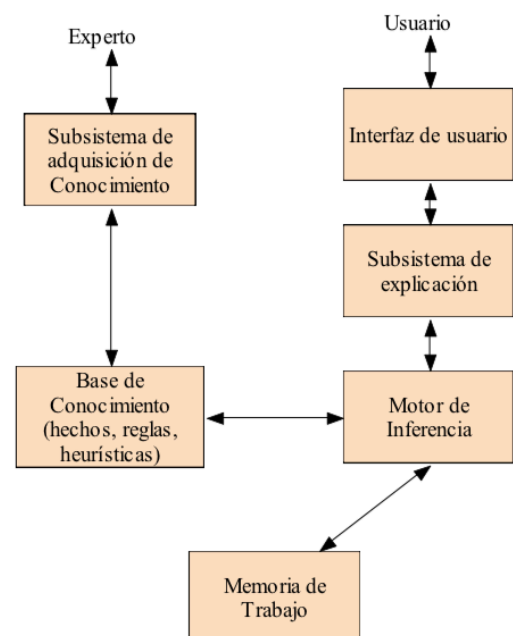 Experto
Usuario
Subsistema de
adquisición de
Conocimiento
Interfaz de usuario
Subsistema de
explicación
Base de
Conocimiento
(hechos, reglas,
heurísticas)
Motor de
Inferencia
Memoria de
Trabajo